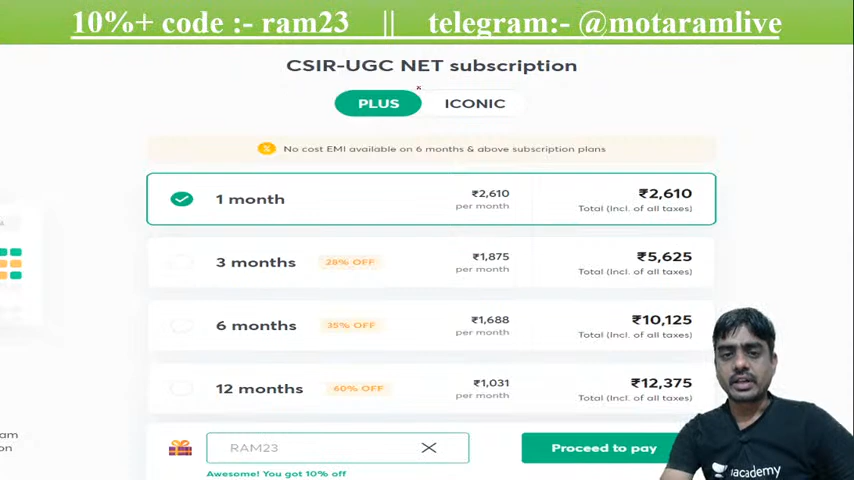 10%+ code :- ram23 || telegram:- @motaramlive
CSIR-UGC NET subscription
PLUS ICONIC
No cost EMI available on 6 months & above subscription plans
1 month ₹2,610 ₹2,610
per month Total (Incl. of all taxes)
3 months 28% OFF ₹1,875 ₹5,625
per month Total (Incl. of all taxes)
6 months 35% OFF ₹1,688 ₹10,125
per month Total (Incl. of all taxes)
12 months 60% OFF ₹1,031 ₹12,375
per month Total (Incl. of all taxes)
RAM23 Proceed to pay
Awesome! You got 10% off